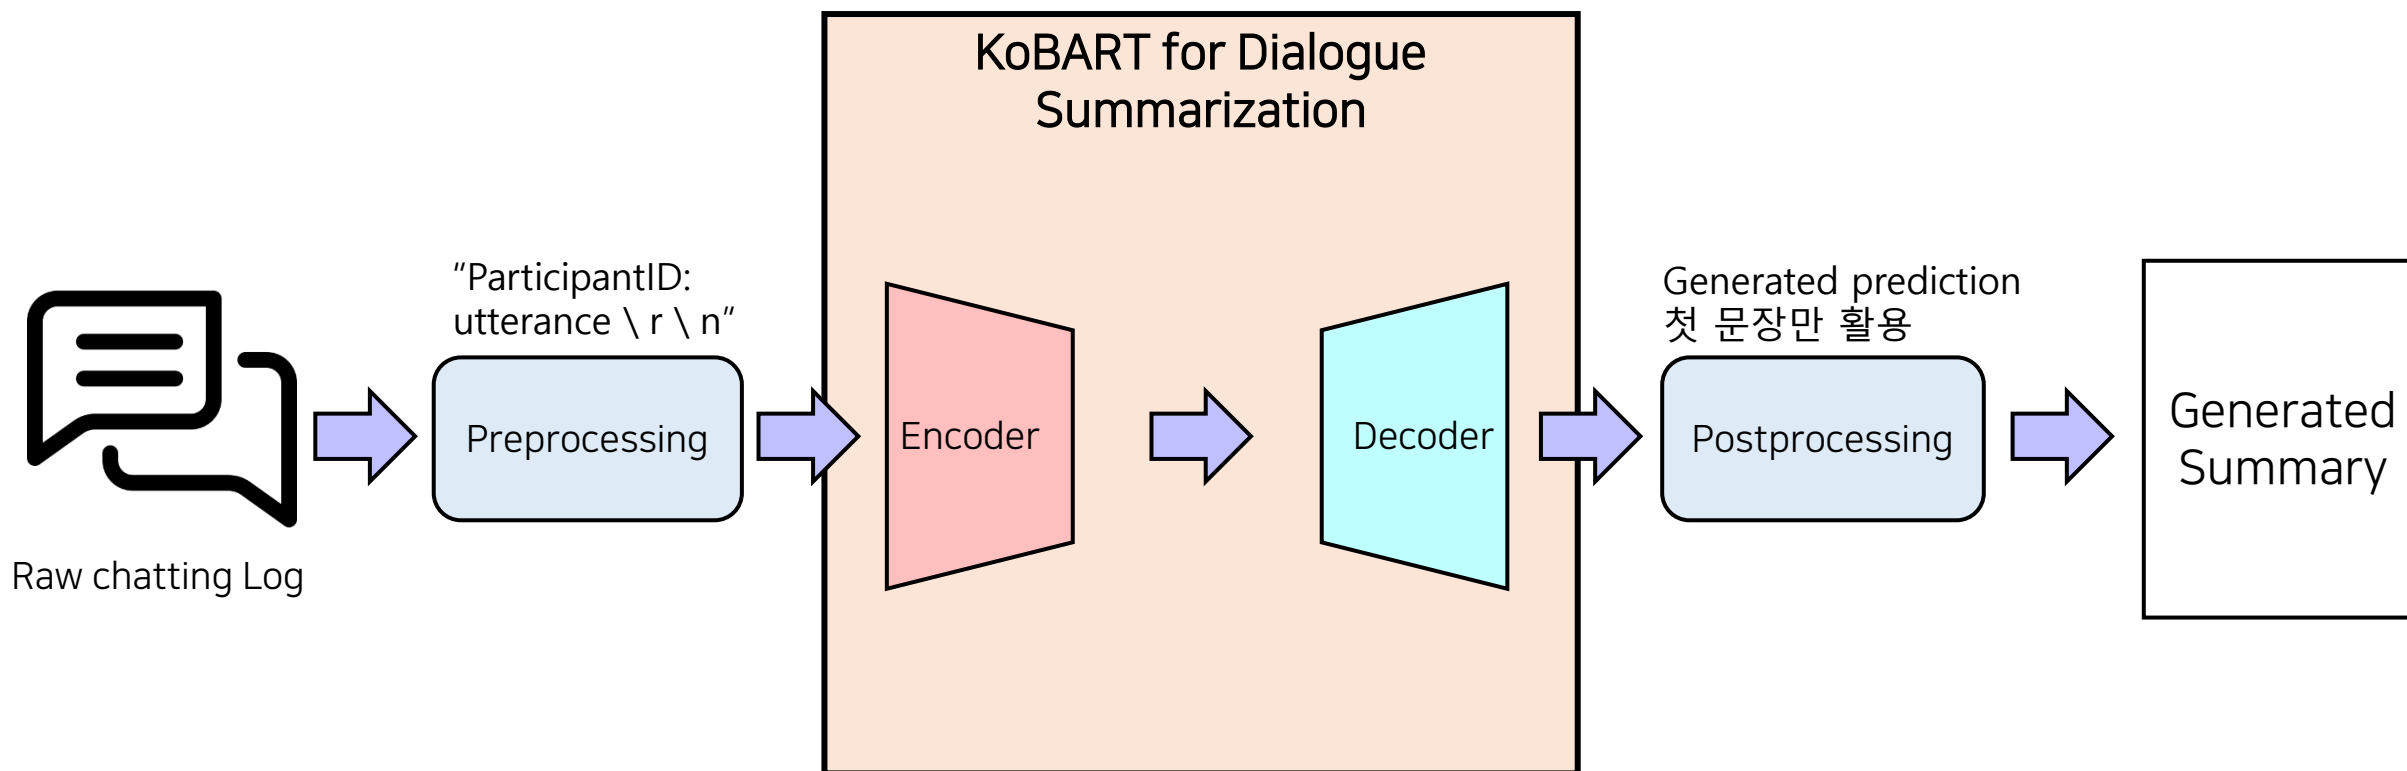 KoBART for Dialogue
Summarization
"ParticipantID:
utterance \ r \ n"
Generated prediction
첫 문장만 활용
Preprocessing
Encoder
Decoder
Postprocessing
Generated
Summary
Raw chatting Log